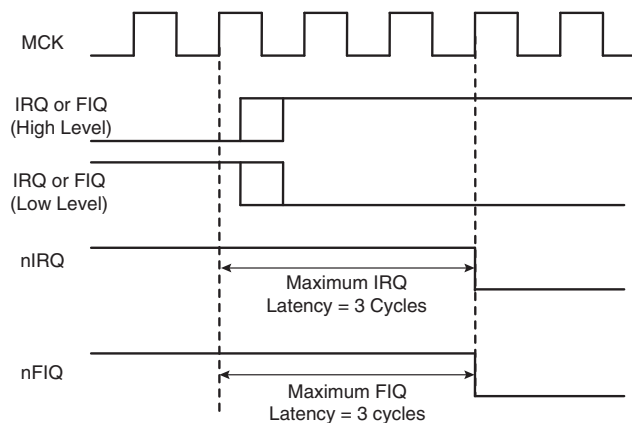 MCK
IRQ or FIQ
(High Level)
IRQ or FIQ
(Low Level)
nIRQ
Maximum IRQ
Latency = 3 Cycles
nFIQ
Maximum FIQ
Latency = 3 cycles